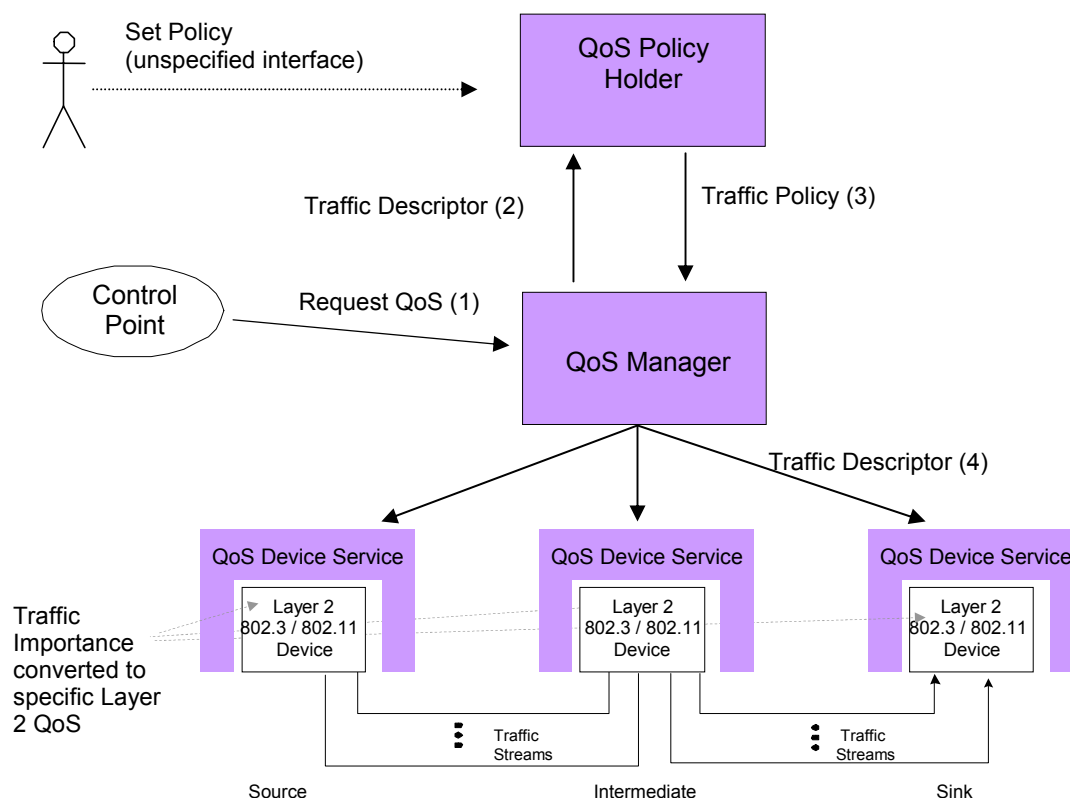 Set Policy
(unspecified interface)
QoS Policy
Holder
Traffic Descriptor (2)
Traffic Policy (3)
Control
Point
Request QoS (1)
QoS Manager
Traffic Descriptor (4)
QoS Device Service
QoS Device Service
QoS Device Service
Layer 2
802.3 / 802.11
Device
Layer 2
802.3 / 802.11
Device
Layer 2
802.3 / 802.11
Device
Traffic
Importance
converted to
specific Layer
2 QoS
Traffic
Streams
Traffic
Streams
Source
Intermediate
Sink